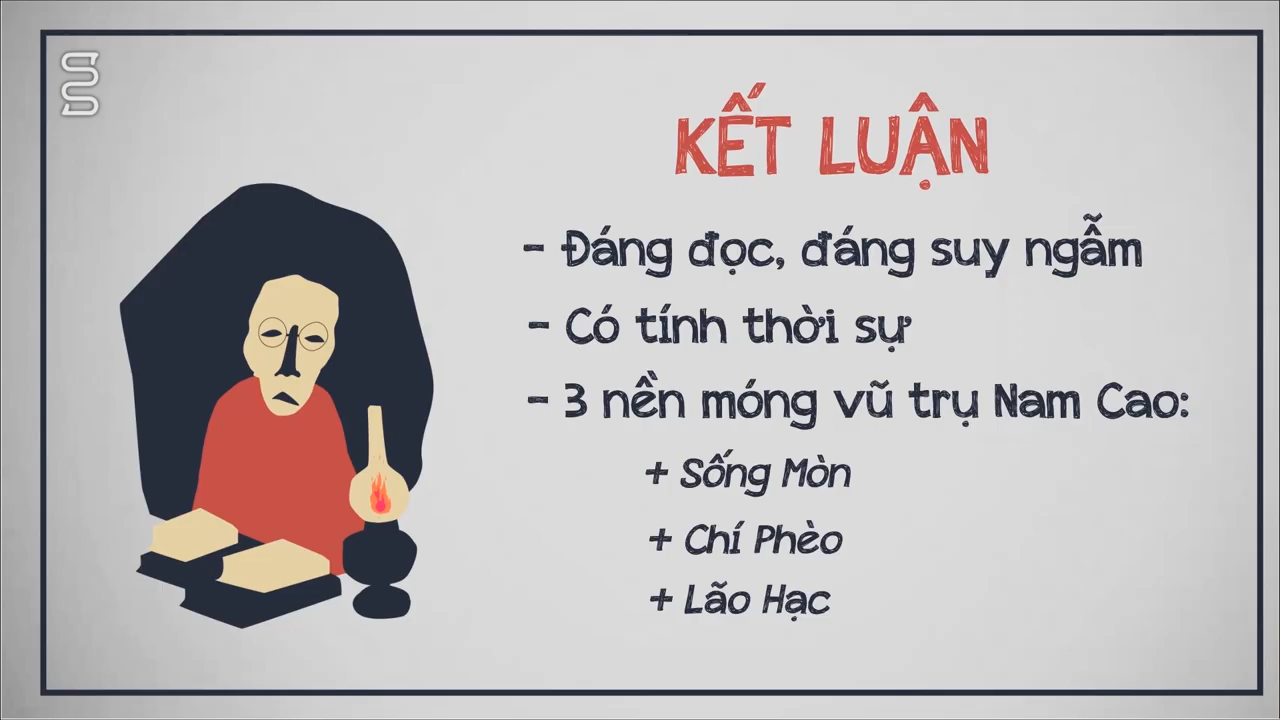 KẾT LUẬN
- Đáng đọc, đáng suy ngẫm
- Có tính thời sự
- 3 nền móng vũ trụ Nam Cao:
+ Sống Mòn
+ Chí Phèo
+ Lão Hạc